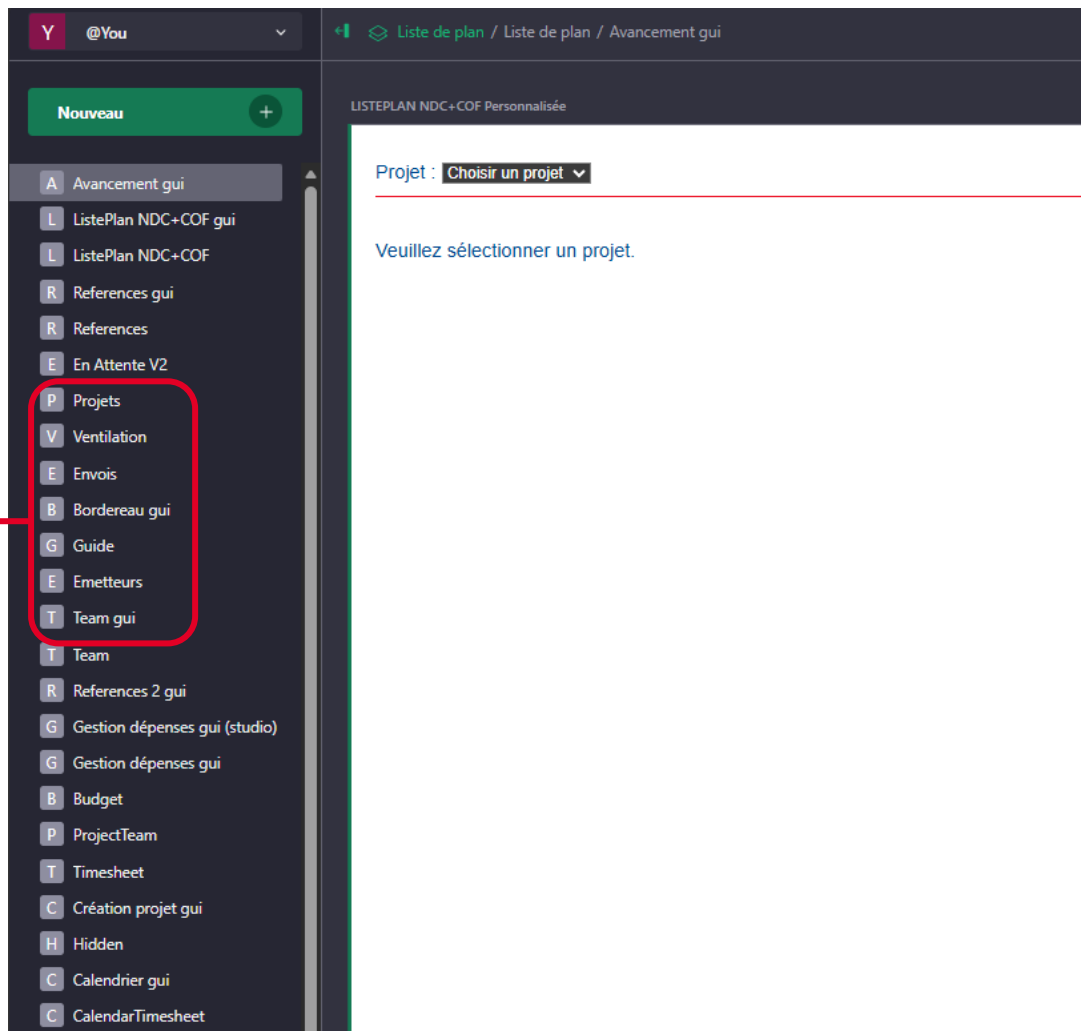 Y @You
Liste de plan / Liste de plan / Avancement gui
Nouveau +
LISTEPLAN NDC+COF Personnalisée
Projet : Choisir un projet
Veuillez sélectionner un projet.
A Avancement gui
L ListePlan NDC+COF gui
L ListePlan NDC+COF
R References gui
R References
E En Attente V2
P Projets
V Ventilation
E Envois
B Bordereau gui
G Guide
E Emetteurs
T Team gui
T Team
R References 2 gui
G Gestion dépenses gui (studio)
G Gestion dépenses gui
B Budget
P ProjectTeam
T Timesheet
C Création projet gui
H Hidden
C Calendrier gui
C CalendarTimesheet